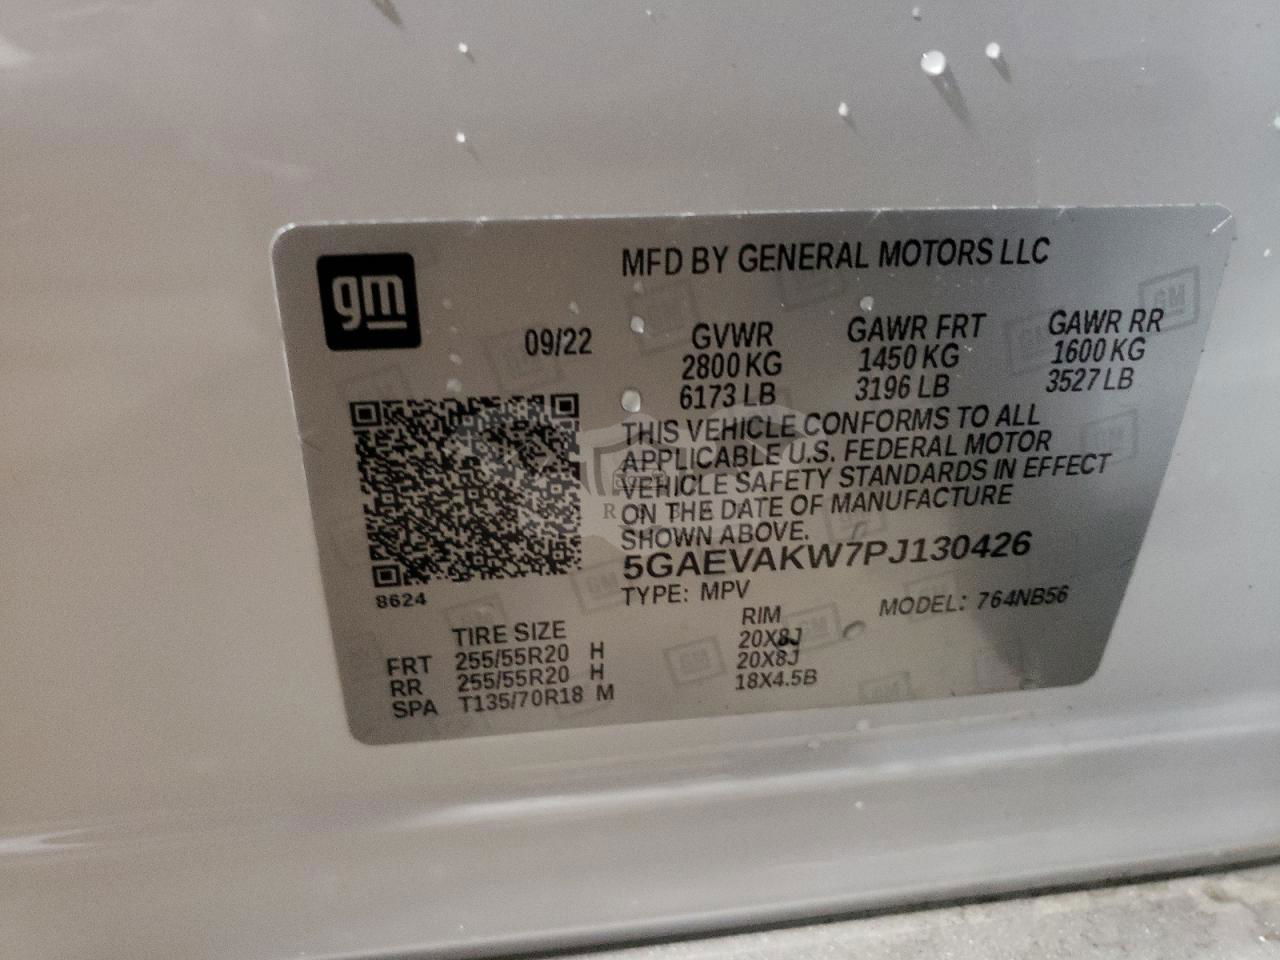 gm
MFD BY GENERAL MOTORS LLC
09/22
GVWR GAWR FRT GAWR RR
2800 KG 1450 KG 1600 KG
6173 LB 3196 LB 3527 LB
THIS VEHICLE CONFORMS TO ALL
APPLICABLE U.S. FEDERAL MOTOR
VEHICLE SAFETY STANDARDS IN EFFECT
ON THE DATE OF MANUFACTURE
SHOWN ABOVE.
5GAEVAKW7PJ130426
8624
TYPE: MPV MODEL: 764NB56
TIRE SIZE RIM
FRT 255/55R20 H 20X8J
RR 255/55R20 H 20X8J
SPA T135/70R18 M 18X4.5B